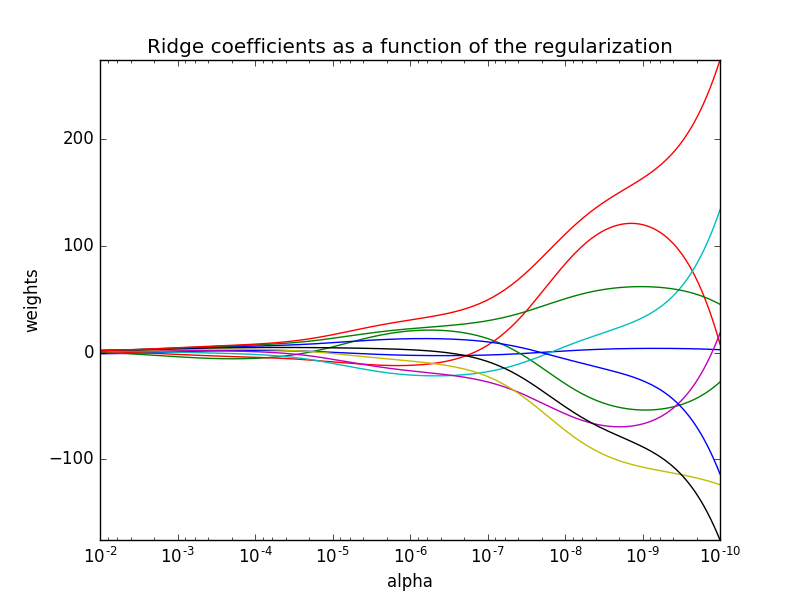 Ridge coefficients as a function of the regularization
200
100
0
−100
weights
10^-2 10^-3 10^-4 10^-5 10^-6 10^-7 10^-8 10^-9 10^-10
alpha